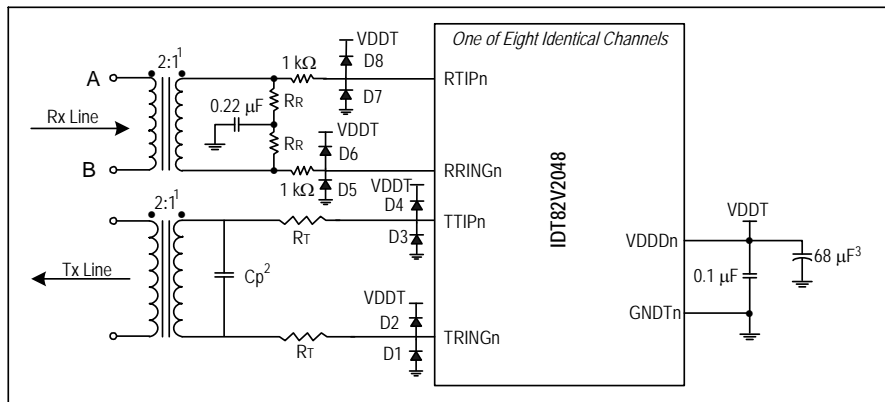 One of Eight Identical Channels
VDDT
D8
2:1¹
1 kΩ
A
RTIPn
D7
0.22 µF
RR
Rx Line
VDDT
RR
D6
B
RRINGn
1 kΩ
D5
VDDT
2:1¹
D4
TTIPn
RT
D3
IDT82V2048
VDDT
VDDDn
68 µF³
Tx Line
Cp²
0.1 µF
VDDT
GNDTn
D2
TRINGn
RT
D1